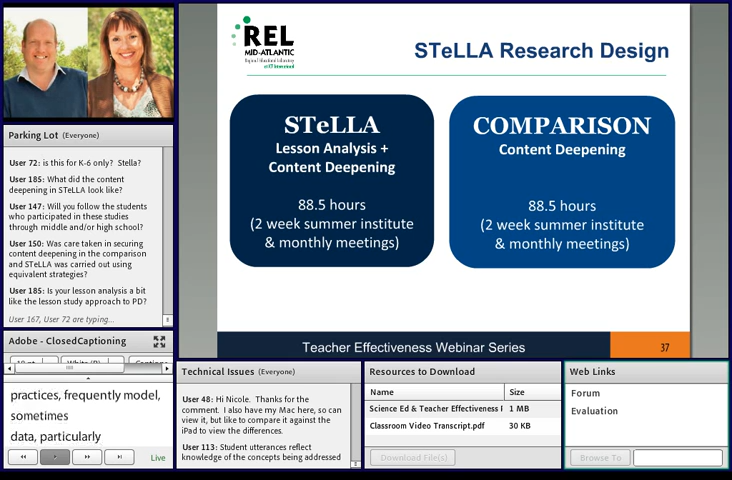 REL
MID-ATLANTIC
Regional Educational Laboratory
STeLLA Research Design
STeLLA
Lesson Analysis +
Content Deepening
88.5 hours
(2 week summer institute
& monthly meetings)
COMPARISON
Content Deepening
88.5 hours
(2 week summer institute
& monthly meetings)
Teacher Effectiveness Webinar Series
37
Parking Lot (Everyone)
User 72: is this for K-6 only? Stella?
User 185: What did the content
deepening in STeLLA look like?
User 147: Will you follow the students
who participated in these studies
through middle and/or high school?
User 150: Was care taken in securing
content deepening in the comparison
and STeLLA was carried out using
equivalent strategies?
User 185: Is your lesson analysis a bit
like the lesson study approach to PD?
User 167, User 72 are typing...
Adobe - ClosedCaptioning
practices, frequently model,
sometimes
data, particularly
Live
Technical Issues (Everyone)
User 48: Hi Nicole. Thanks for the
comment. I also have my Mac here, so can
view it, but like to compare it against the
iPad to view the differences.
User 113: Student utterances reflect
knowledge of the concepts being addressed
Resources to Download
Name Size
Science Ed & Teacher Effectiveness 1 MB
Classroom Video Transcript.pdf 30 KB
Download File(s)
Web Links
Forum
Evaluation
Browse To